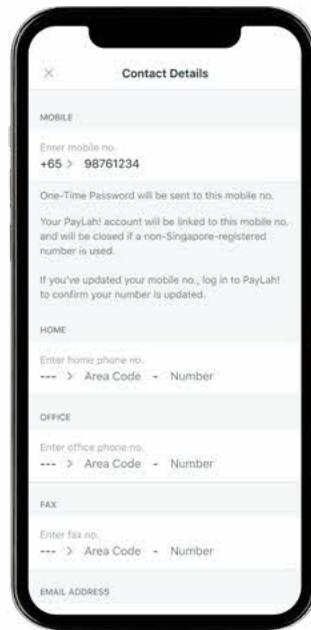 Contact Details
MOBILE
Enter mobile no.
+65 > 98761234
One-Time Password will be sent to this mobile no.
Your PayLah! account will be linked to this mobile no.
and will be closed if a non-Singapore-registered
number is used.
If you've updated your mobile no., log in to PayLah!
to confirm your number is updated.
HOME
Enter home phone no.
--- > Area Code - Number
OFFICE
Enter office phone no.
--- > Area Code - Number
FAX
Enter fax no.
--- > Area Code - Number
EMAIL ADDRESS